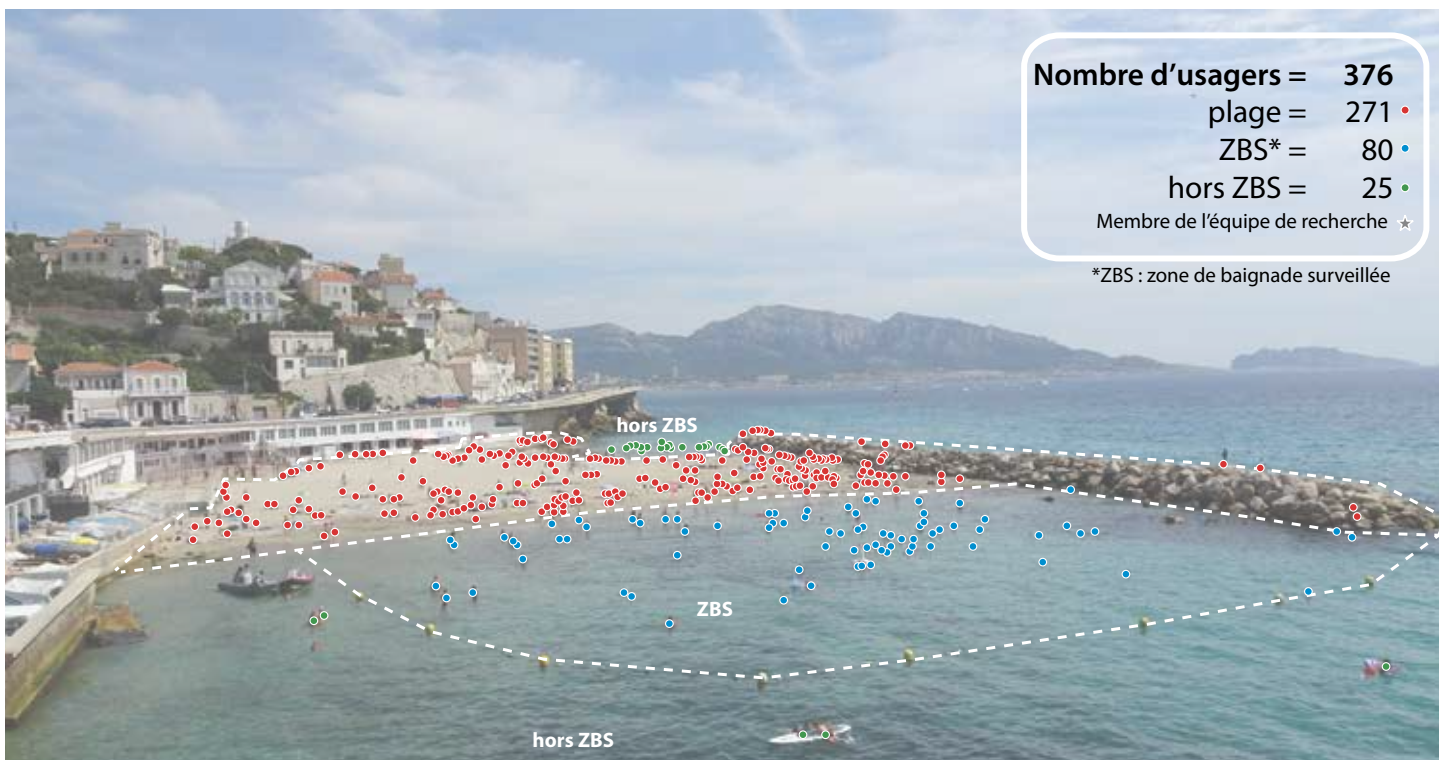 Nombre d'usagers = 376
plage = 271
ZBS* = 80
hors ZBS = 25
Membre de l'équipe de recherche
*ZBS : zone de baignade surveillée
hors ZBS
ZBS
hors ZBS